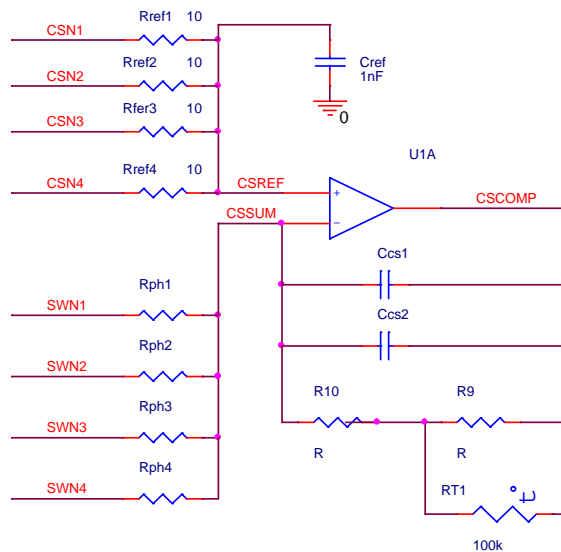 Rref1 10
CSN1
Rref2 10
CSN2
Cref
1nF
Rfer3 10
CSN3
0
U1A
Rref4 10
CSN4
CSREF
+
CSCOMP
CSSUM
−
Ccs1
Rph1
SWN1
Ccs2
Rph2
SWN2
R10
R9
Rph3
SWN3
R
R
Rph4
SWN4
RT1
t°
100k